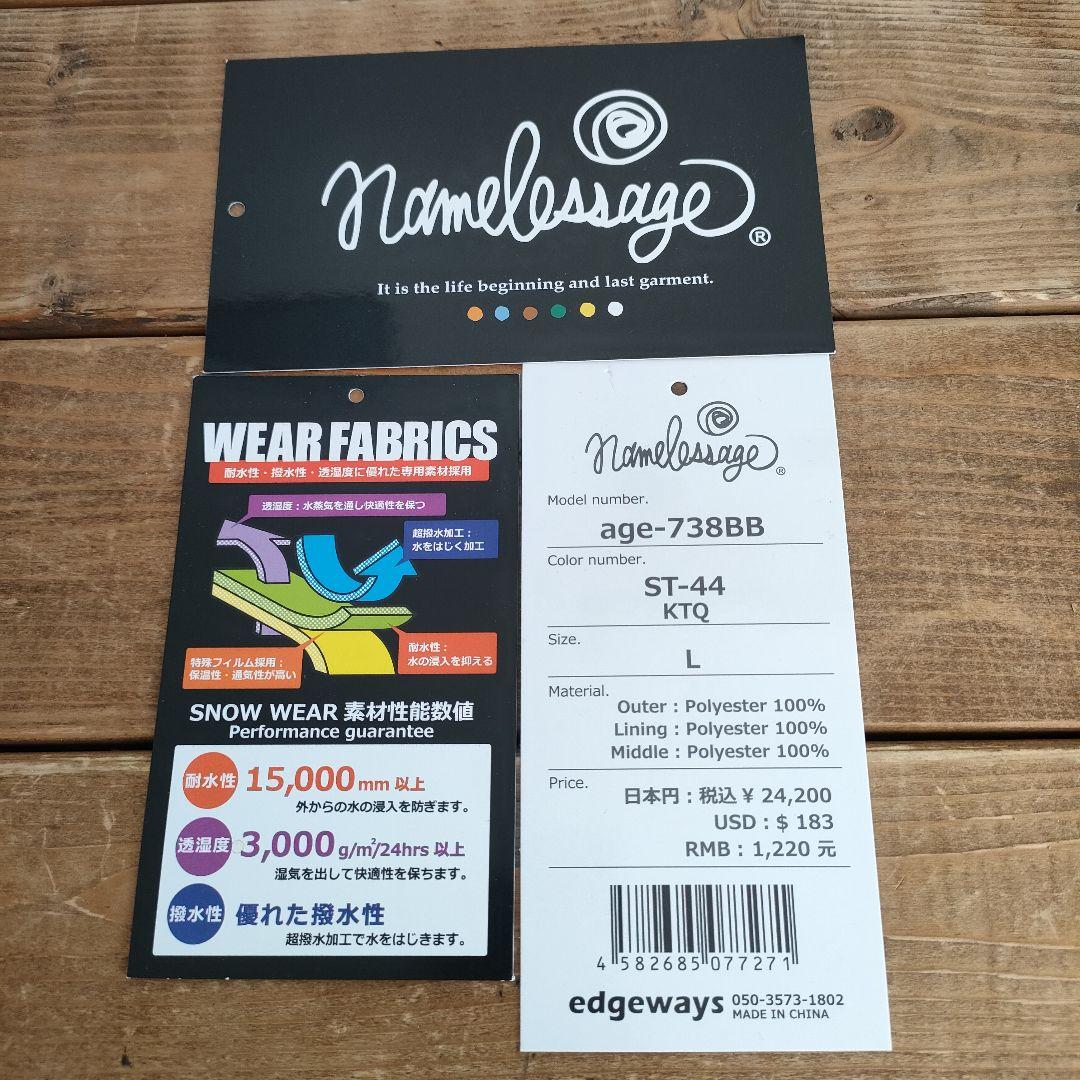 namelessage®
It is the life beginning and last garment.
WEAR FABRICS
耐水性・撥水性・透湿度に優れた専用素材採用
透湿度：水蒸気を通し快適性を保つ
超撥水加工：
水をはじく加工
特殊フィルム採用：
保温性・通気性が高い
耐水性：
水の浸入を抑える
SNOW WEAR 素材性能数値
Performance guarantee
耐水性 15,000mm 以上
外からの水の浸入を防ぎます。
透湿度 3,000 g/m²/24hrs 以上
湿気を出して快適性を保ちます。
撥水性 優れた撥水性
超撥水加工で水をはじきます。
namelessage®
Model number.
age-738BB
Color number.
ST-44
KTQ
Size.
L
Material.
Outer : Polyester 100%
Lining : Polyester 100%
Middle : Polyester 100%
Price.
日本円：税込 ¥ 24,200
USD : $ 183
RMB : 1,220 元
4 582685 077271
edgeways 050-3573-1802
MADE IN CHINA